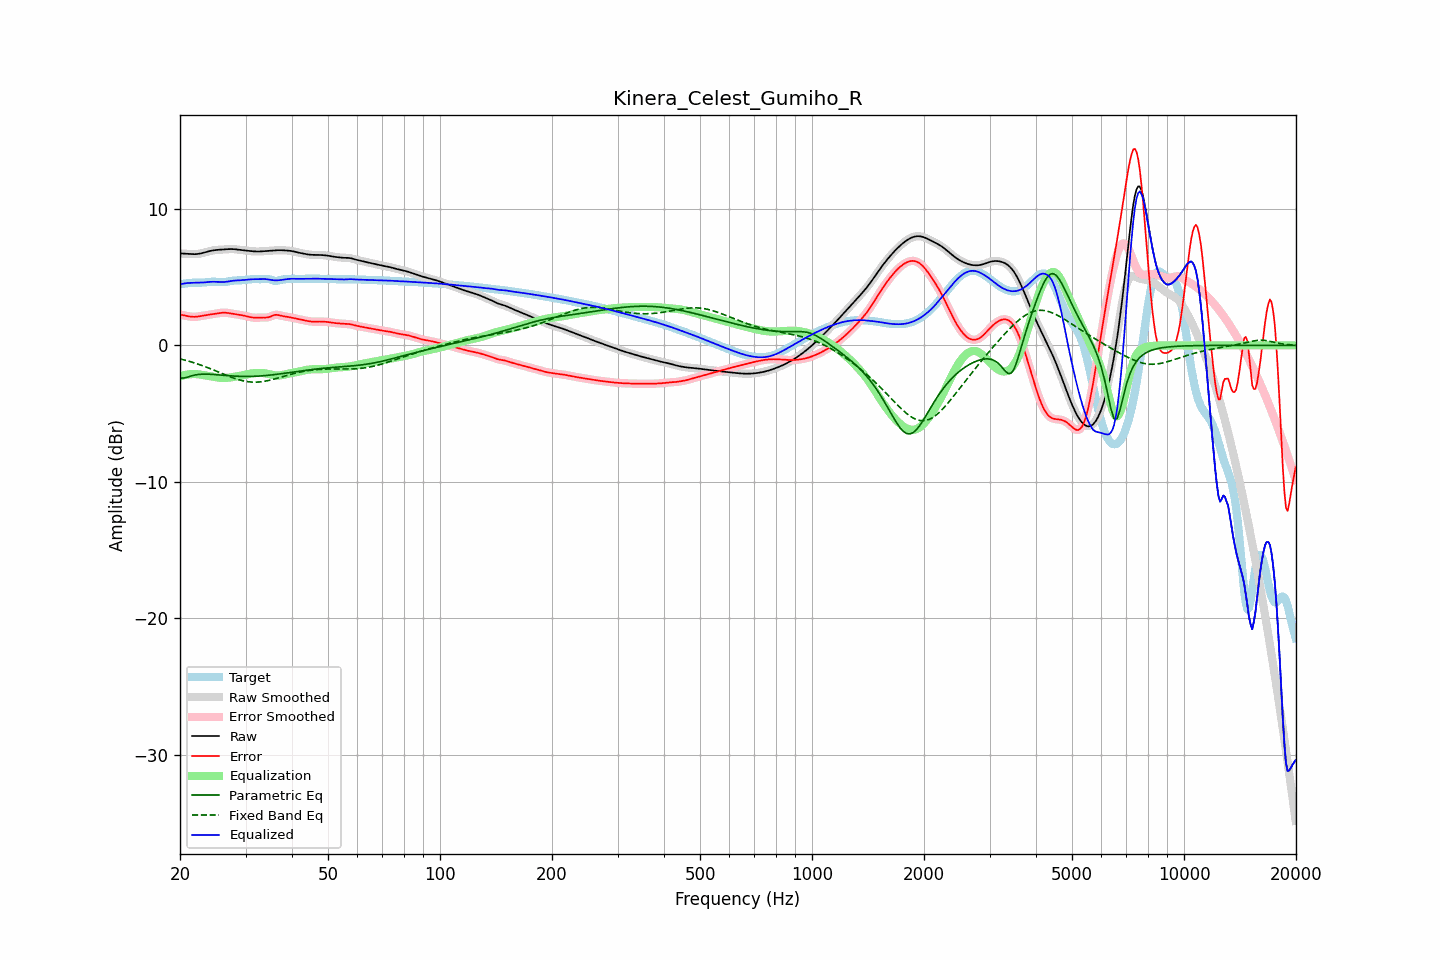 Kinera_Celest_Gumiho_R
10
0
−10
−20
−30
Amplitude (dBr)
Target
Raw Smoothed
Error Smoothed
Raw
Error
Equalization
Parametric Eq
Fixed Band Eq
Equalized
20 50 100 200 500 1000 2000 5000 10000 20000
Frequency (Hz)